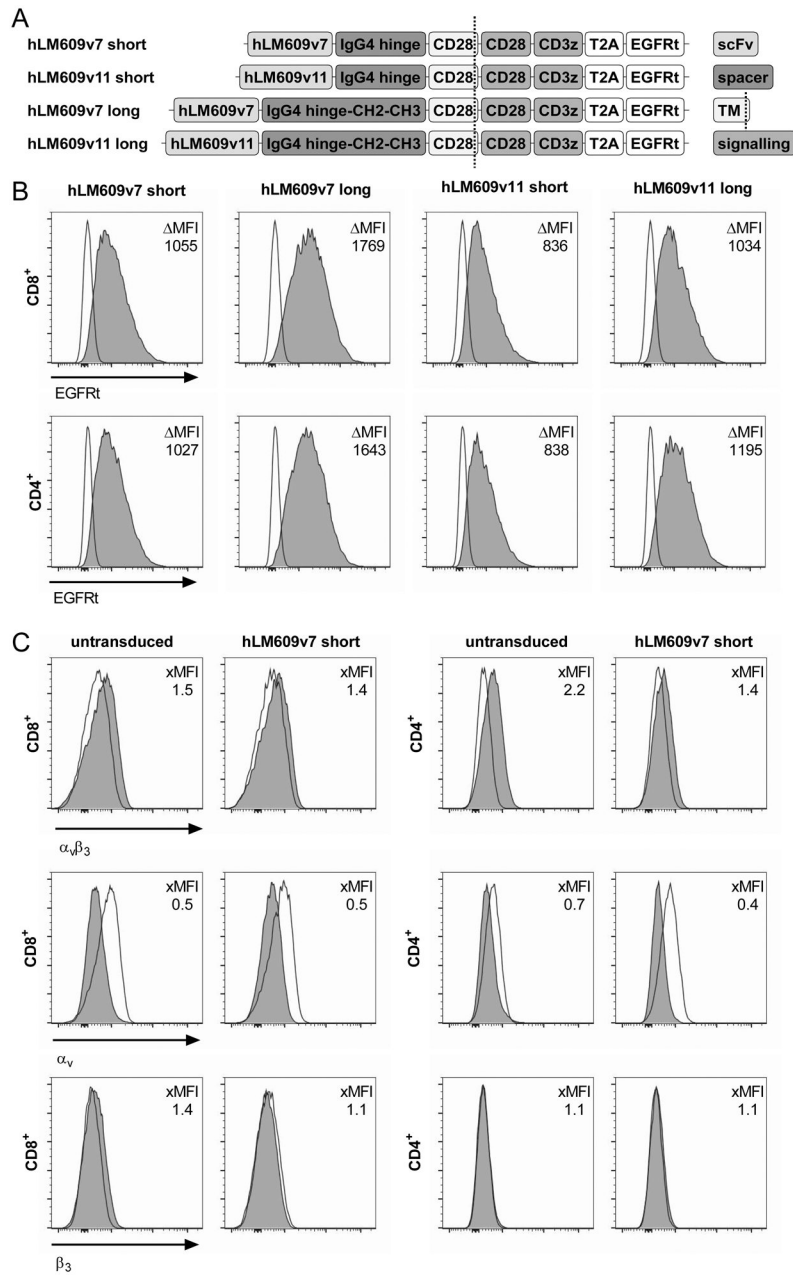 A
hLM609v7 short hLM609v7 IgG4 hinge CD28 CD28 CD3z T2A EGFRt scFv
hLM609v11 short hLM609v11 IgG4 hinge CD28 CD28 CD3z T2A EGFRt spacer
hLM609v7 long hLM609v7 IgG4 hinge-CH2-CH3 CD28 CD28 CD3z T2A EGFRt TM
hLM609v11 long hLM609v11 IgG4 hinge-CH2-CH3 CD28 CD28 CD3z T2A EGFRt signalling
B
hLM609v7 short hLM609v7 long hLM609v11 short hLM609v11 long
CD8⁺
ΔMFI ΔMFI ΔMFI ΔMFI
1055 1769 836 1034
EGFRt
CD4⁺
ΔMFI ΔMFI ΔMFI ΔMFI
1027 1643 838 1195
EGFRt
C
untransduced hLM609v7 short untransduced hLM609v7 short
CD8⁺ CD4⁺
xMFI xMFI xMFI xMFI
1.5 1.4 2.2 1.4
αᵥβ₃
CD8⁺ CD4⁺
xMFI xMFI xMFI xMFI
0.5 0.5 0.7 0.4
αᵥ
CD8⁺ CD4⁺
xMFI xMFI xMFI xMFI
1.4 1.1 1.1 1.1
β₃